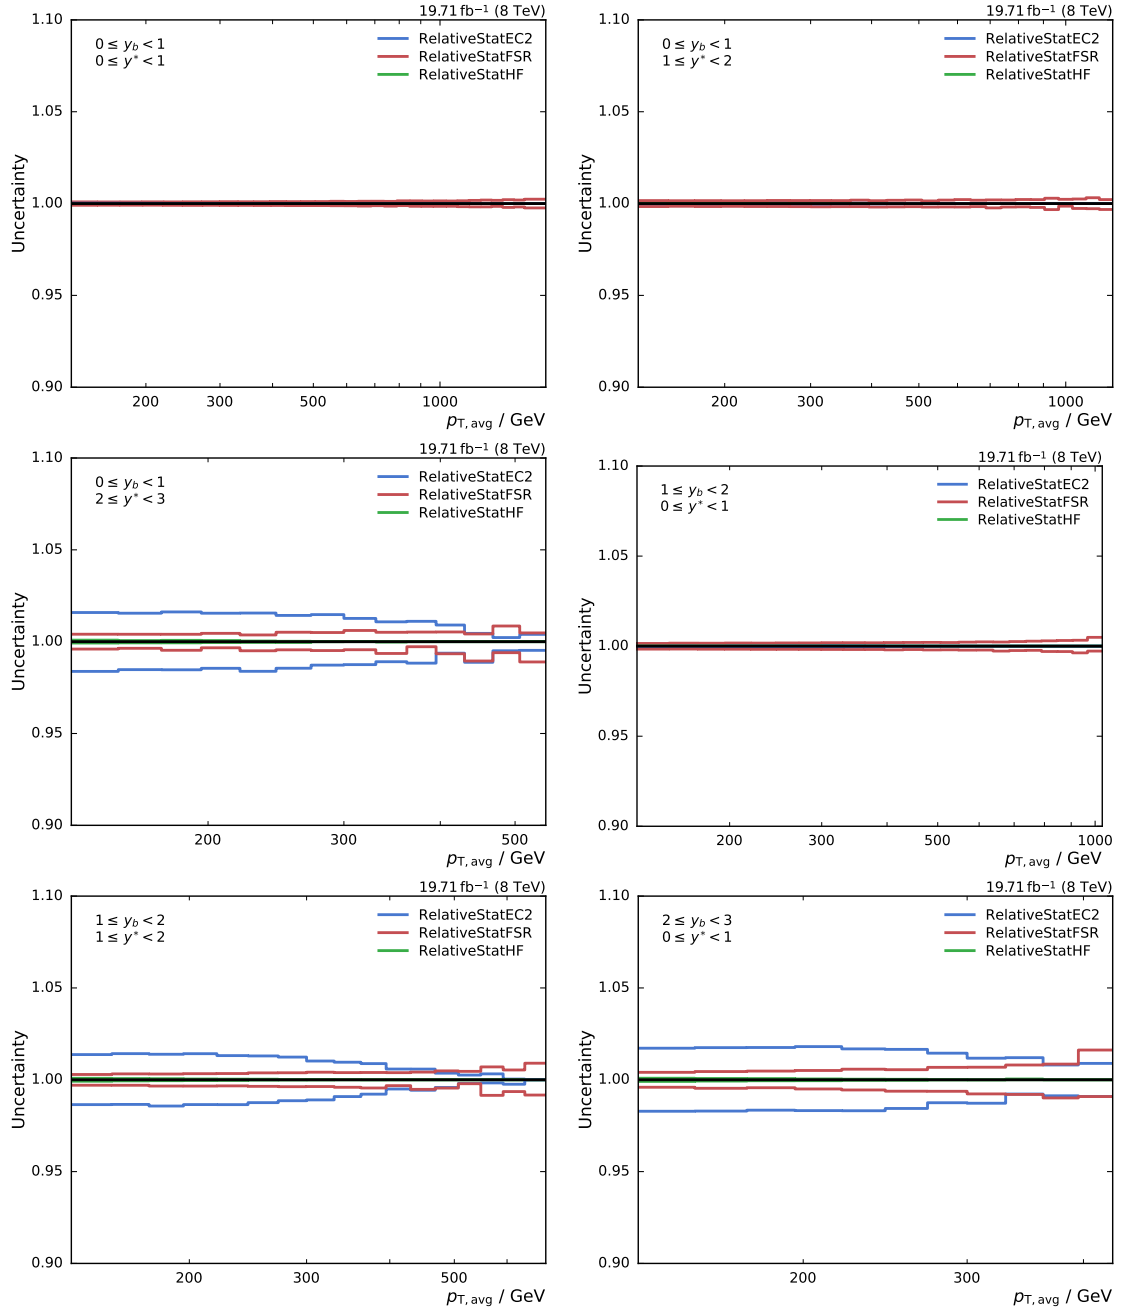 19.71 fb⁻¹ (8 TeV)
0 ≤ y_b < 1
0 ≤ y* < 1
RelativeStatEC2
RelativeStatFSR
RelativeStatHF
Uncertainty
1.10
1.05
1.00
0.95
0.90
200 300 500 1000
p_T,avg / GeV
19.71 fb⁻¹ (8 TeV)
0 ≤ y_b < 1
1 ≤ y* < 2
RelativeStatEC2
RelativeStatFSR
RelativeStatHF
Uncertainty
1.10
1.05
1.00
0.95
0.90
200 300 500 1000
p_T,avg / GeV
19.71 fb⁻¹ (8 TeV)
0 ≤ y_b < 1
2 ≤ y* < 3
RelativeStatEC2
RelativeStatFSR
RelativeStatHF
Uncertainty
1.10
1.05
1.00
0.95
0.90
200 300 500
p_T,avg / GeV
19.71 fb⁻¹ (8 TeV)
1 ≤ y_b < 2
0 ≤ y* < 1
RelativeStatEC2
RelativeStatFSR
RelativeStatHF
Uncertainty
1.10
1.05
1.00
0.95
0.90
200 300 500 1000
p_T,avg / GeV
19.71 fb⁻¹ (8 TeV)
1 ≤ y_b < 2
1 ≤ y* < 2
RelativeStatEC2
RelativeStatFSR
RelativeStatHF
Uncertainty
1.10
1.05
1.00
0.95
0.90
200 300 500
p_T,avg / GeV
19.71 fb⁻¹ (8 TeV)
2 ≤ y_b < 3
0 ≤ y* < 1
RelativeStatEC2
RelativeStatFSR
RelativeStatHF
Uncertainty
1.10
1.05
1.00
0.95
0.90
200 300
p_T,avg / GeV